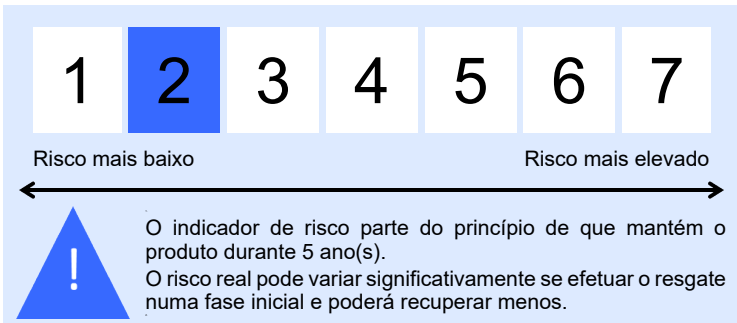 1 2 3 4 5 6 7
Risco mais baixo Risco mais elevado
O indicador de risco parte do princípio de que mantém o
produto durante 5 ano(s).
O risco real pode variar significativamente se efetuar o resgate
numa fase inicial e poderá recuperar menos.
!